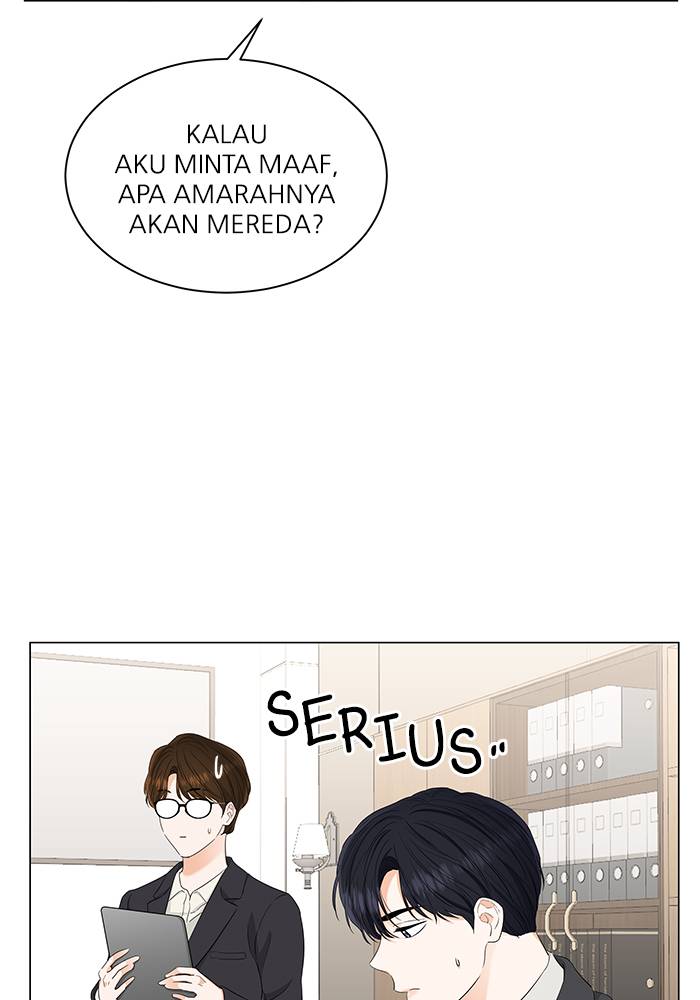 KALAU
AKU MINTA MAAF,
APA AMARAHNYA
AKAN MEREDA?
SERIUS..